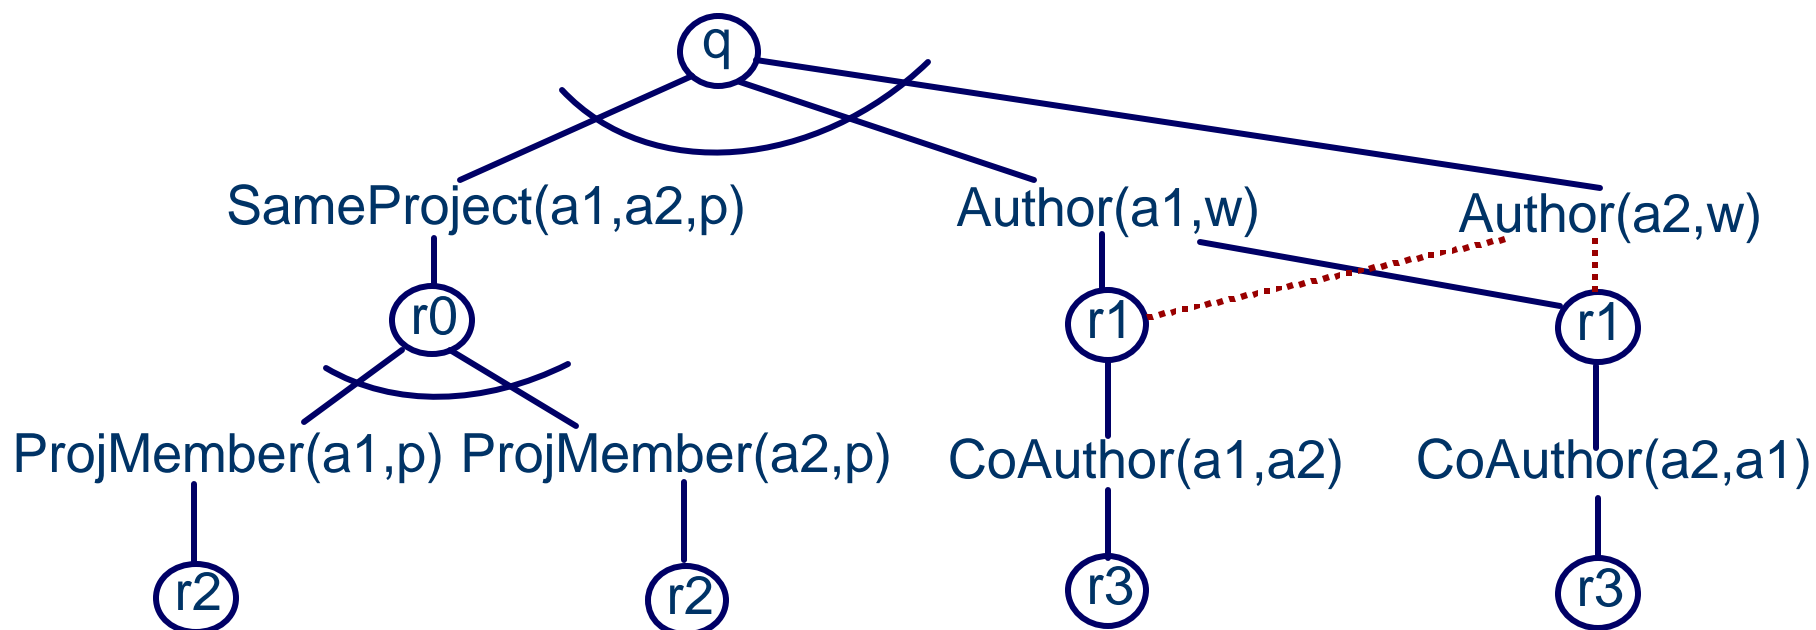 q
SameProject(a1,a2,p) Author(a1,w) Author(a2,w)
r0 r1 r1
ProjMember(a1,p) ProjMember(a2,p) CoAuthor(a1,a2) CoAuthor(a2,a1)
r2 r2 r3 r3